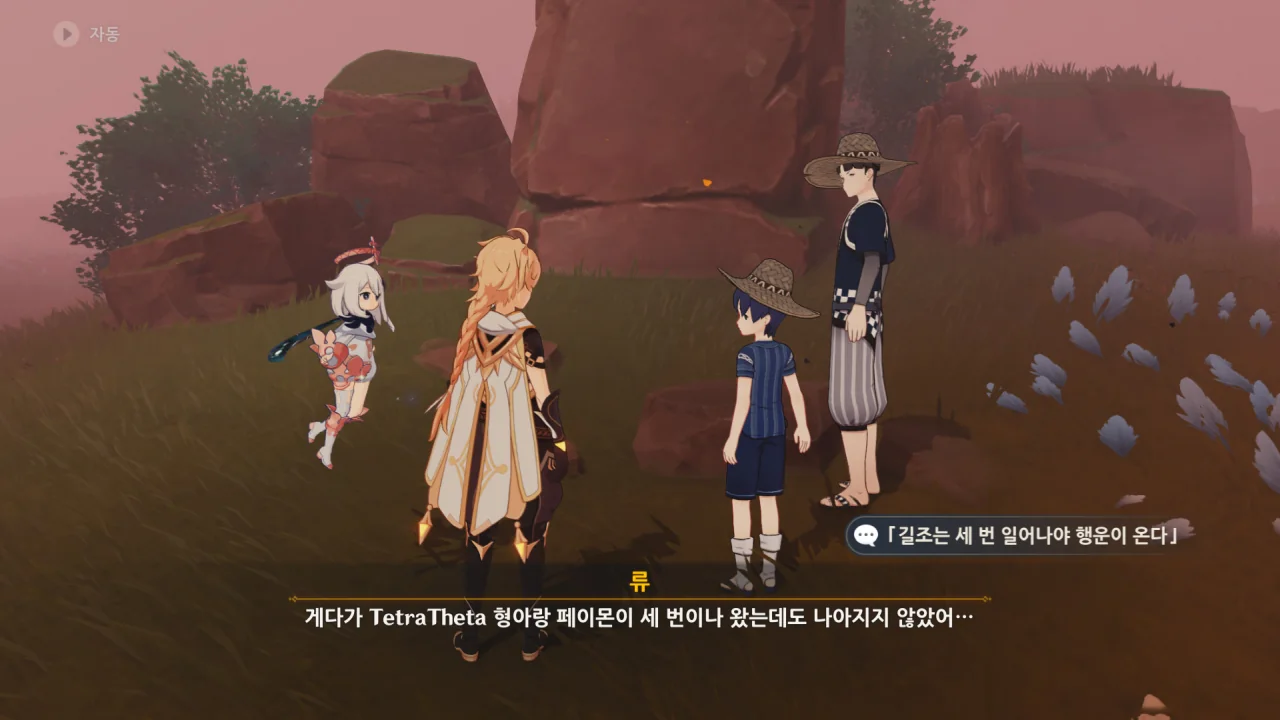 자동
「길조는 세 번 일어나야 행운이 온다」
류
게다가 TetraTheta 형아랑 페이몬이 세 번이나 왔는데도 나아지지 않았어…